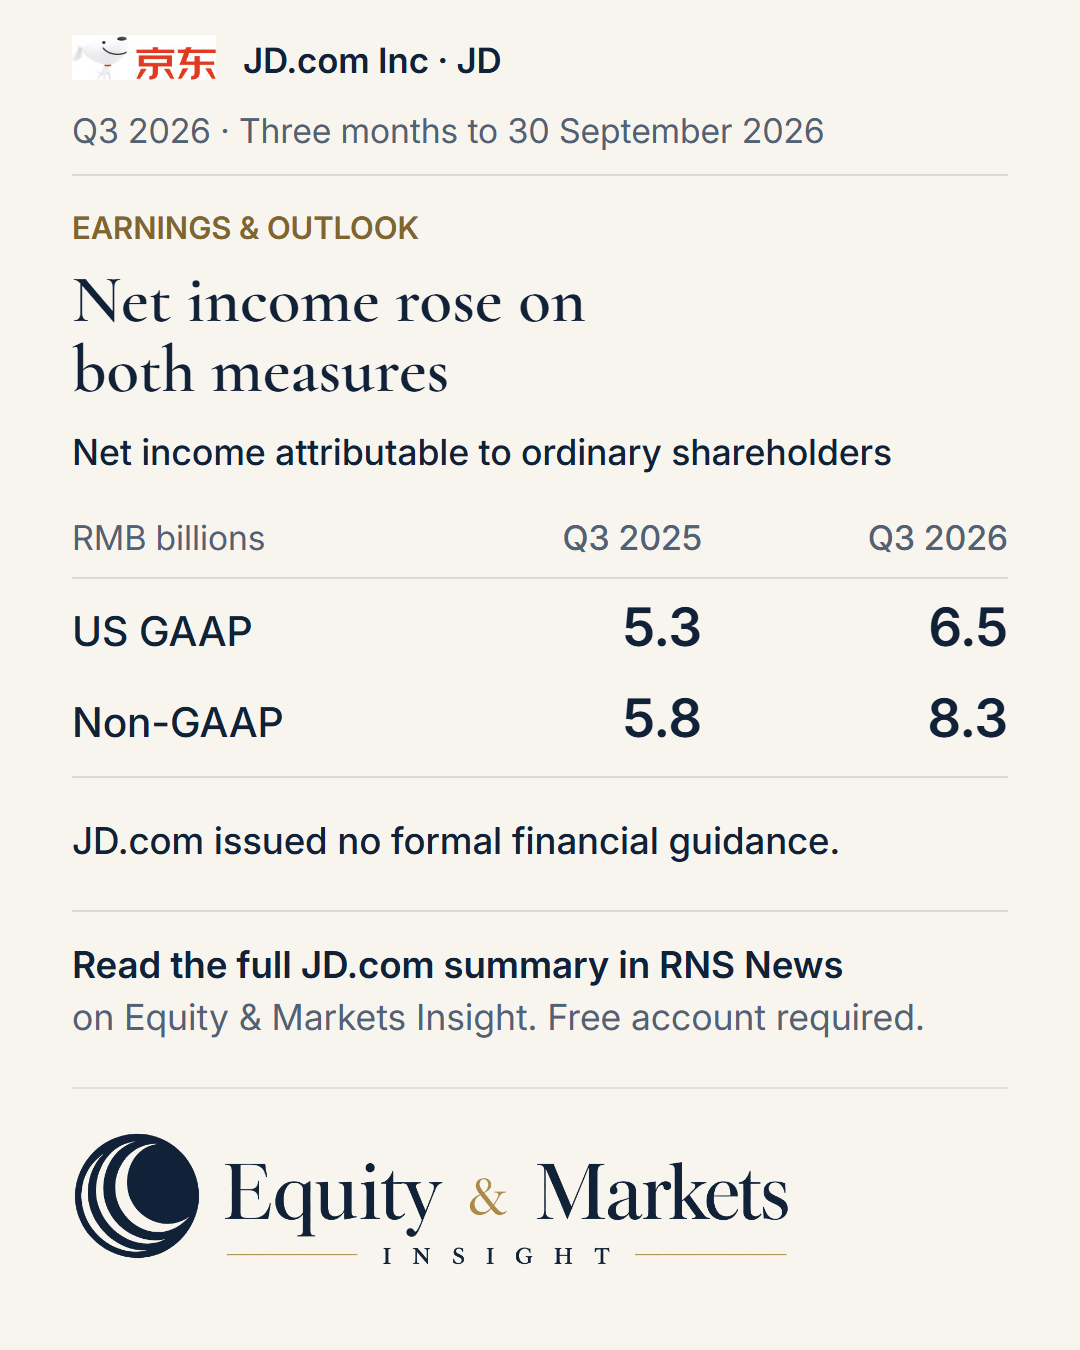 京东 JD.com Inc · JD
Q3 2026 · Three months to 30 September 2026
EARNINGS & OUTLOOK
Net income rose on
both measures
Net income attributable to ordinary shareholders
RMB billions Q3 2025 Q3 2026
US GAAP 5.3 6.5
Non-GAAP 5.8 8.3
JD.com issued no formal financial guidance.
Read the full JD.com summary in RNS News
on Equity & Markets Insight. Free account required.
Equity & Markets
INSIGHT